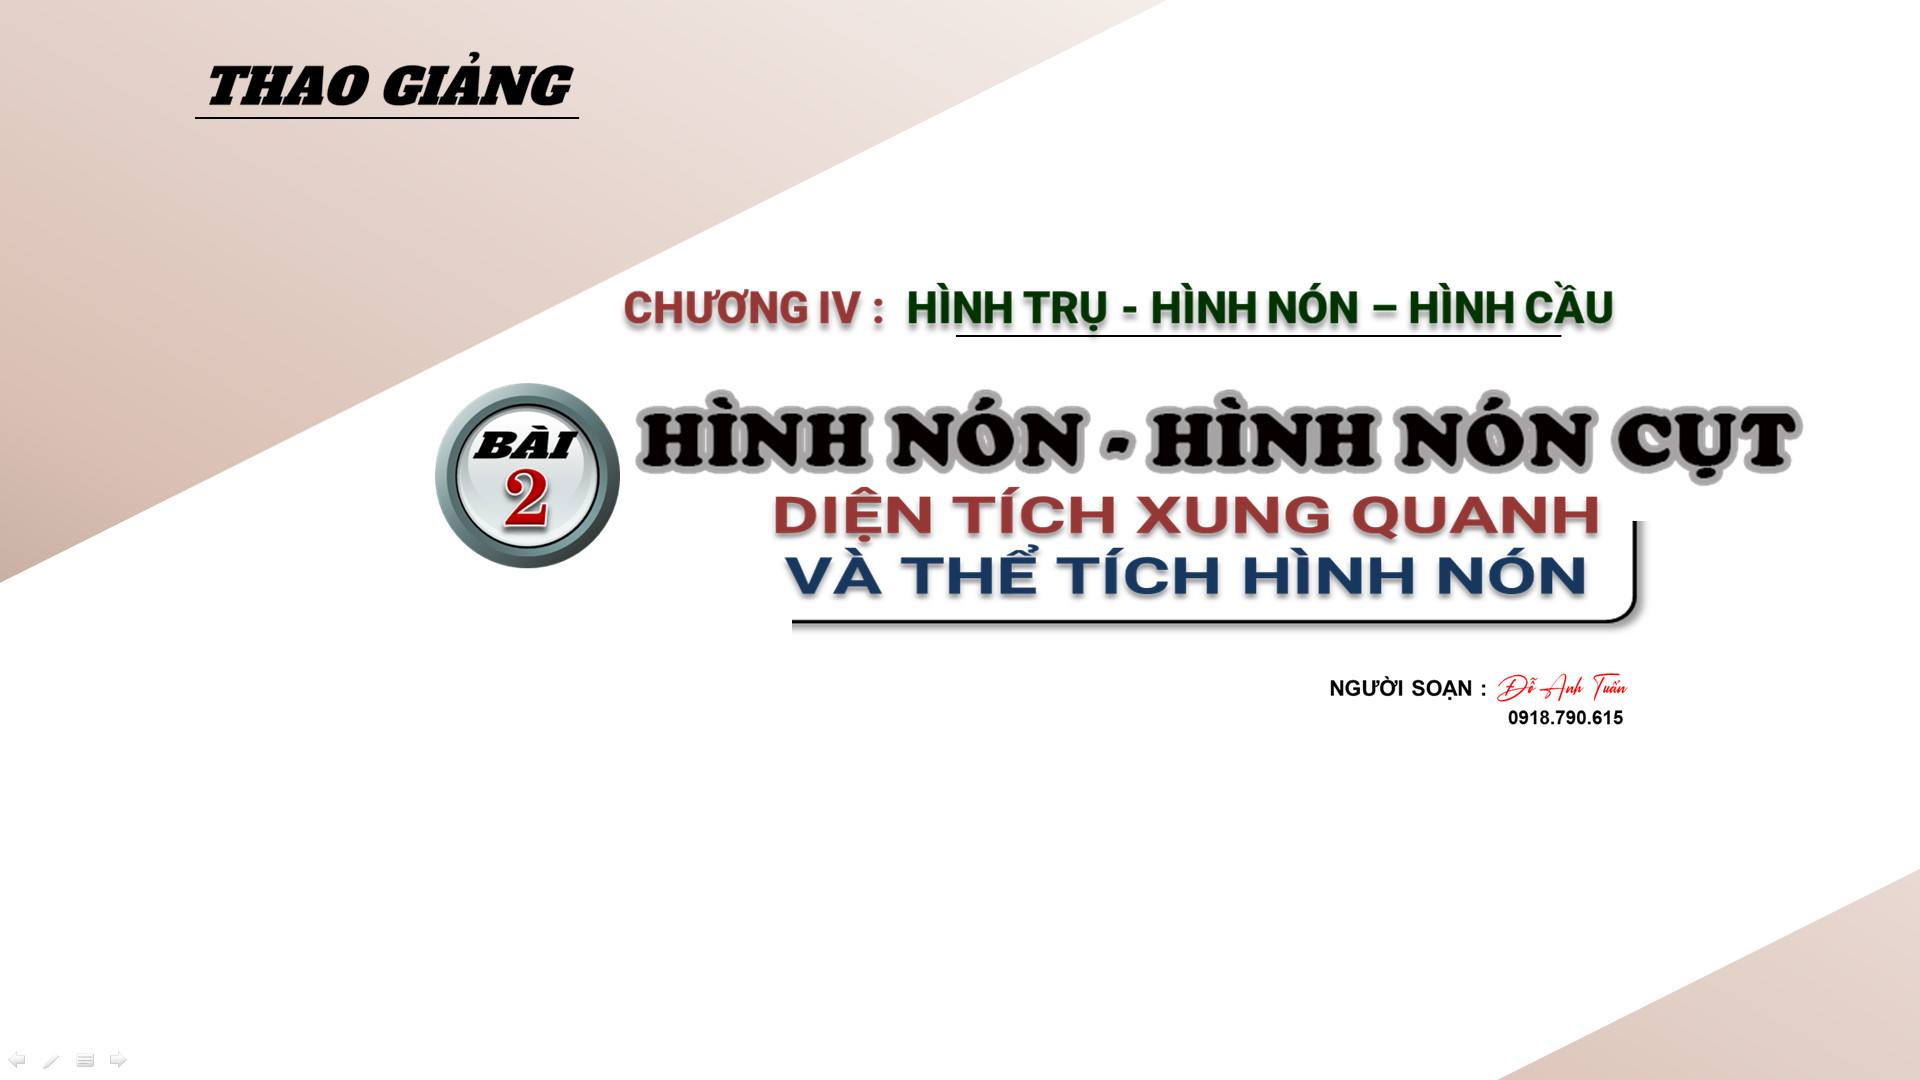 THAO GIẢNG
CHƯƠNG IV : HÌNH TRỤ - HÌNH NÓN – HÌNH CẦU
BÀI
2
HÌNH NÓN - HÌNH NÓN CỤT
DIỆN TÍCH XUNG QUANH
VÀ THỂ TÍCH HÌNH NÓN
NGƯỜI SOẠN : Đỗ Anh Tuấn
0918.790.615